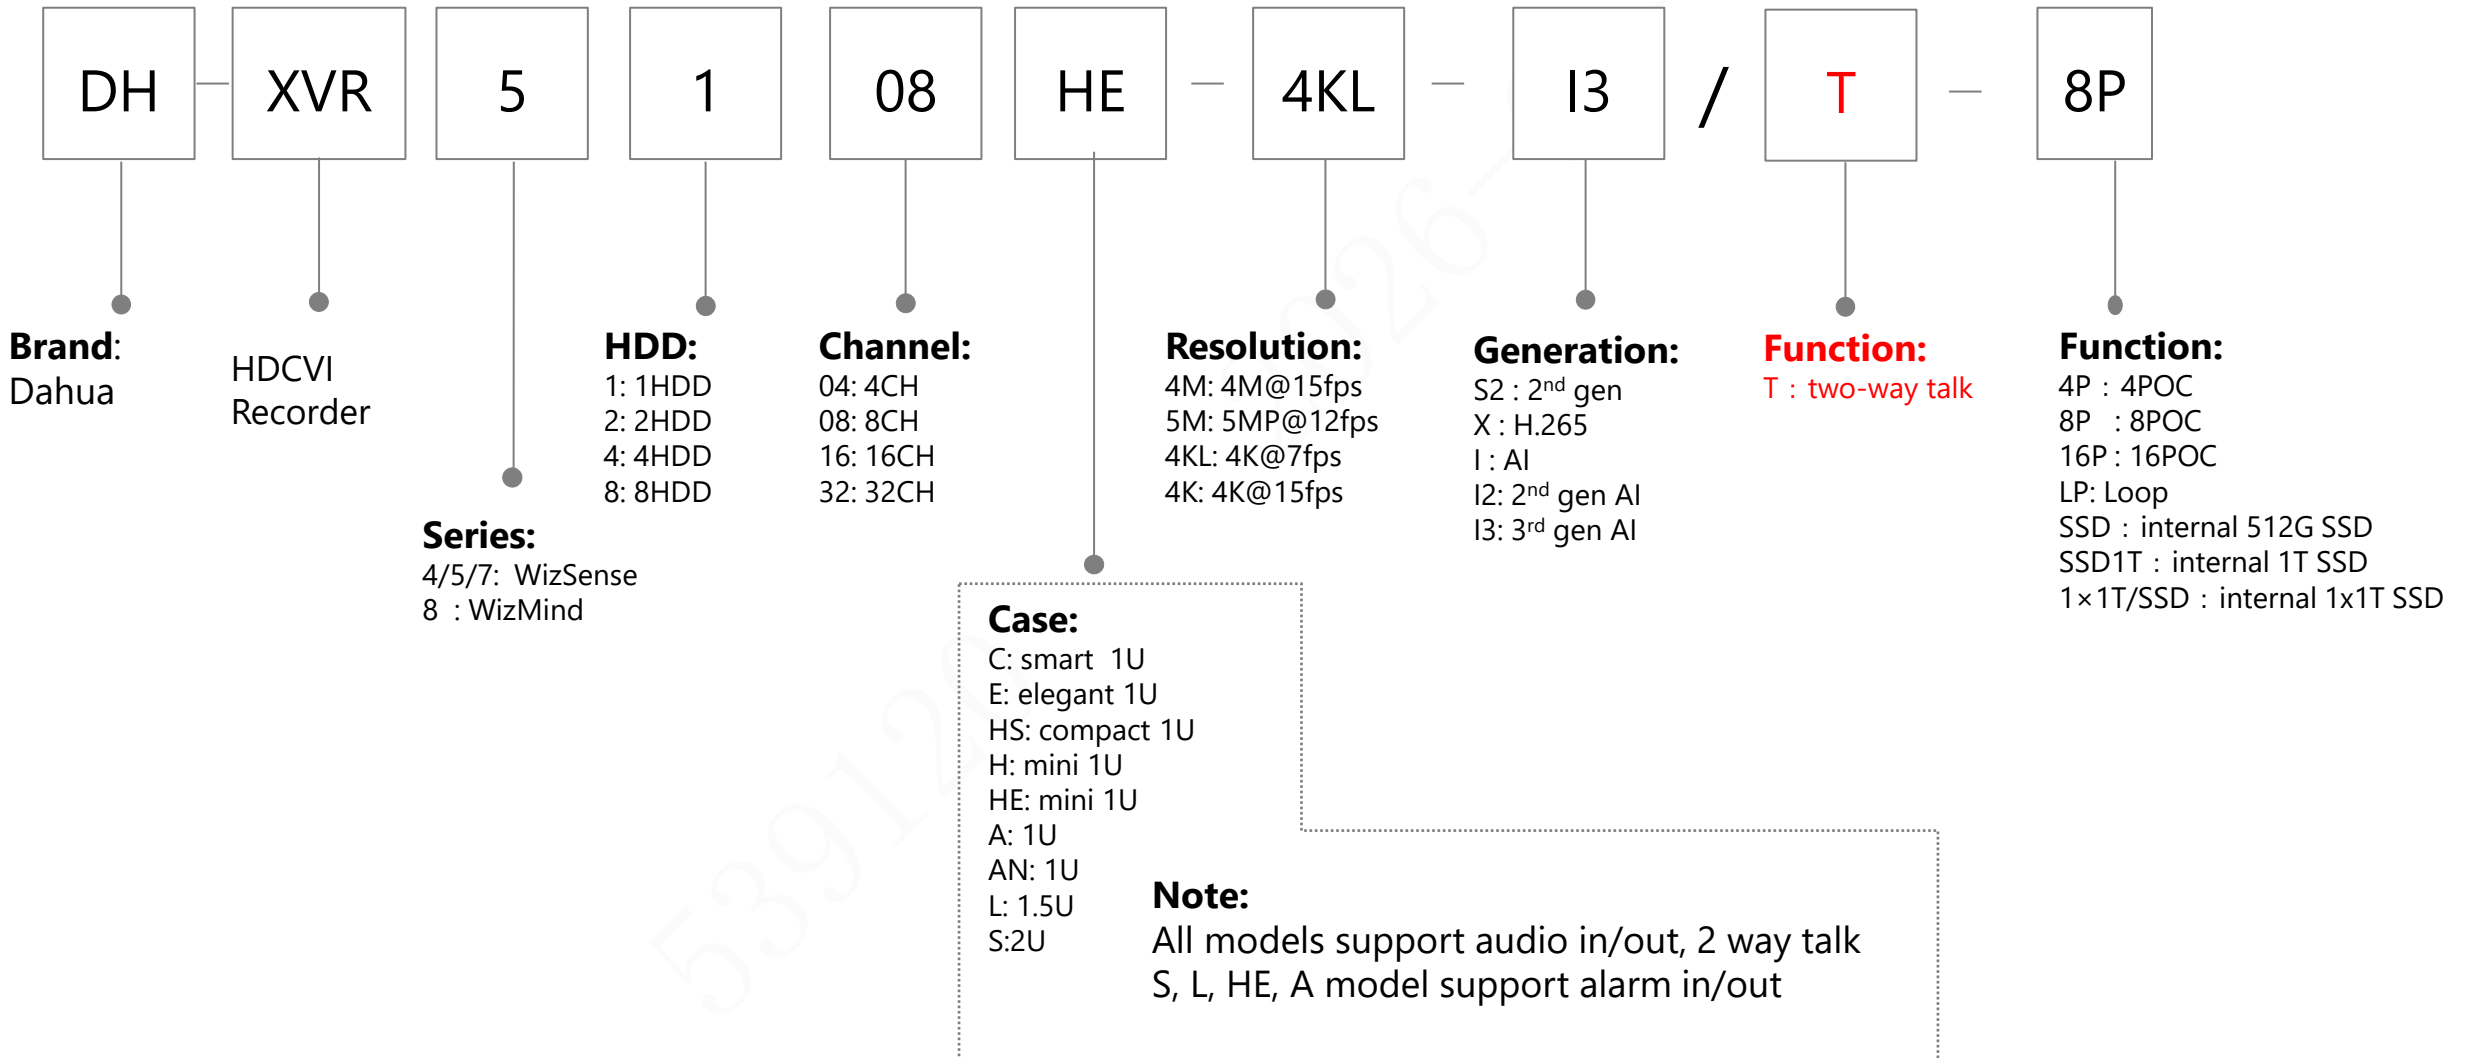 DH — XVR 5 1 08 HE — 4KL — I3 / T — 8P
Brand:
Dahua
HDCVI
Recorder
Series:
4/5/7: WizSense
8 : WizMind
HDD:
1: 1HDD
2: 2HDD
4: 4HDD
8: 8HDD
Channel:
04: 4CH
08: 8CH
16: 16CH
32: 32CH
Case:
C: smart 1U
E: elegant 1U
HS: compact 1U
H: mini 1U
HE: mini 1U
A: 1U
AN: 1U
L: 1.5U
S:2U
Note:
All models support audio in/out, 2 way talk
S, L, HE, A model support alarm in/out
Resolution:
4M: 4M@15fps
5M: 5MP@12fps
4KL: 4K@7fps
4K: 4K@15fps
Generation:
S2 : 2nd gen
X : H.265
I : AI
I2: 2nd gen AI
I3: 3rd gen AI
Function:
T : two-way talk
Function:
4P : 4POC
8P : 8POC
16P : 16POC
LP: Loop
SSD : internal 512G SSD
SSD1T : internal 1T SSD
1×1T/SSD : internal 1x1T SSD